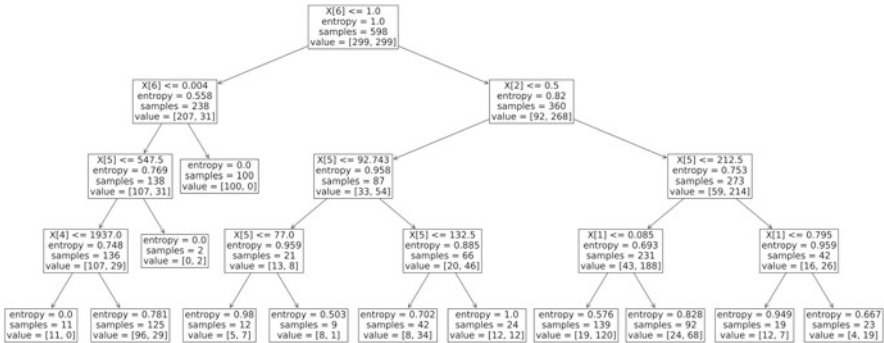 X[6] <= 1.0
entropy = 1.0
samples = 598
value = [299, 299]
X[6] <= 0.004
entropy = 0.558
samples = 238
value = [207, 31]
X[2] <= 0.5
entropy = 0.82
samples = 360
value = [92, 268]
X[5] <= 547.5
entropy = 0.769
samples = 138
value = [107, 31]
entropy = 0.0
samples = 100
value = [100, 0]
X[5] <= 92.743
entropy = 0.958
samples = 87
value = [33, 54]
X[5] <= 212.5
entropy = 0.753
samples = 273
value = [59, 214]
X[4] <= 1937.0
entropy = 0.748
samples = 136
value = [107, 29]
entropy = 0.0
samples = 2
value = [0, 2]
X[5] <= 77.0
entropy = 0.959
samples = 21
value = [13, 8]
X[5] <= 132.5
entropy = 0.885
samples = 66
value = [20, 46]
X[1] <= 0.085
entropy = 0.693
samples = 231
value = [43, 188]
X[1] <= 0.795
entropy = 0.959
samples = 42
value = [16, 26]
entropy = 0.0
samples = 11
value = [11, 0]
entropy = 0.781
samples = 125
value = [96, 29]
entropy = 0.98
samples = 12
value = [5, 7]
entropy = 0.503
samples = 9
value = [8, 1]
entropy = 0.702
samples = 42
value = [8, 34]
entropy = 1.0
samples = 24
value = [12, 12]
entropy = 0.576
samples = 139
value = [19, 120]
entropy = 0.828
samples = 92
value = [24, 68]
entropy = 0.949
samples = 19
value = [12, 7]
entropy = 0.667
samples = 23
value = [4, 19]